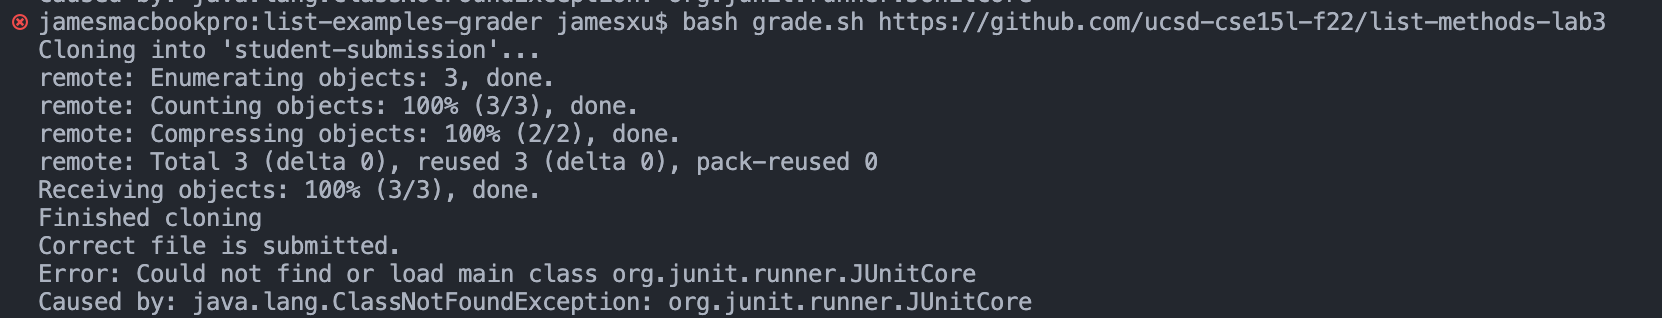 jamesmacbookpro:list-examples-grader jamesxu$ bash grade.sh https://github.com/ucsd-cse15l-f22/list-methods-lab3
Cloning into 'student-submission'...
remote: Enumerating objects: 3, done.
remote: Counting objects: 100% (3/3), done.
remote: Compressing objects: 100% (2/2), done.
remote: Total 3 (delta 0), reused 3 (delta 0), pack-reused 0
Receiving objects: 100% (3/3), done.
Finished cloning
Correct file is submitted.
Error: Could not find or load main class org.junit.runner.JUnitCore
Caused by: java.lang.ClassNotFoundException: org.junit.runner.JUnitCore